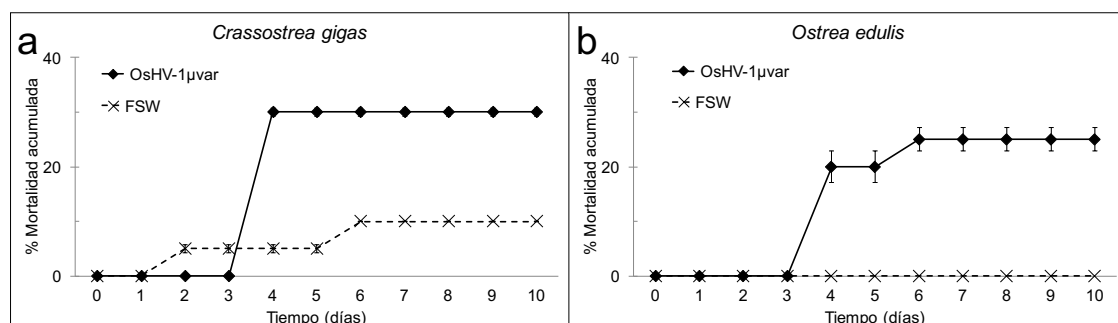 a
Crassostrea gigas
% Mortalidad acumulada
40
20
0
OsHV-1µvar
FSW
0 1 2 3 4 5 6 7 8 9 10
Tiempo (días)
b
Ostrea edulis
% Mortalidad acumulada
40
20
0
OsHV-1µvar
FSW
0 1 2 3 4 5 6 7 8 9 10
Tiempo (días)